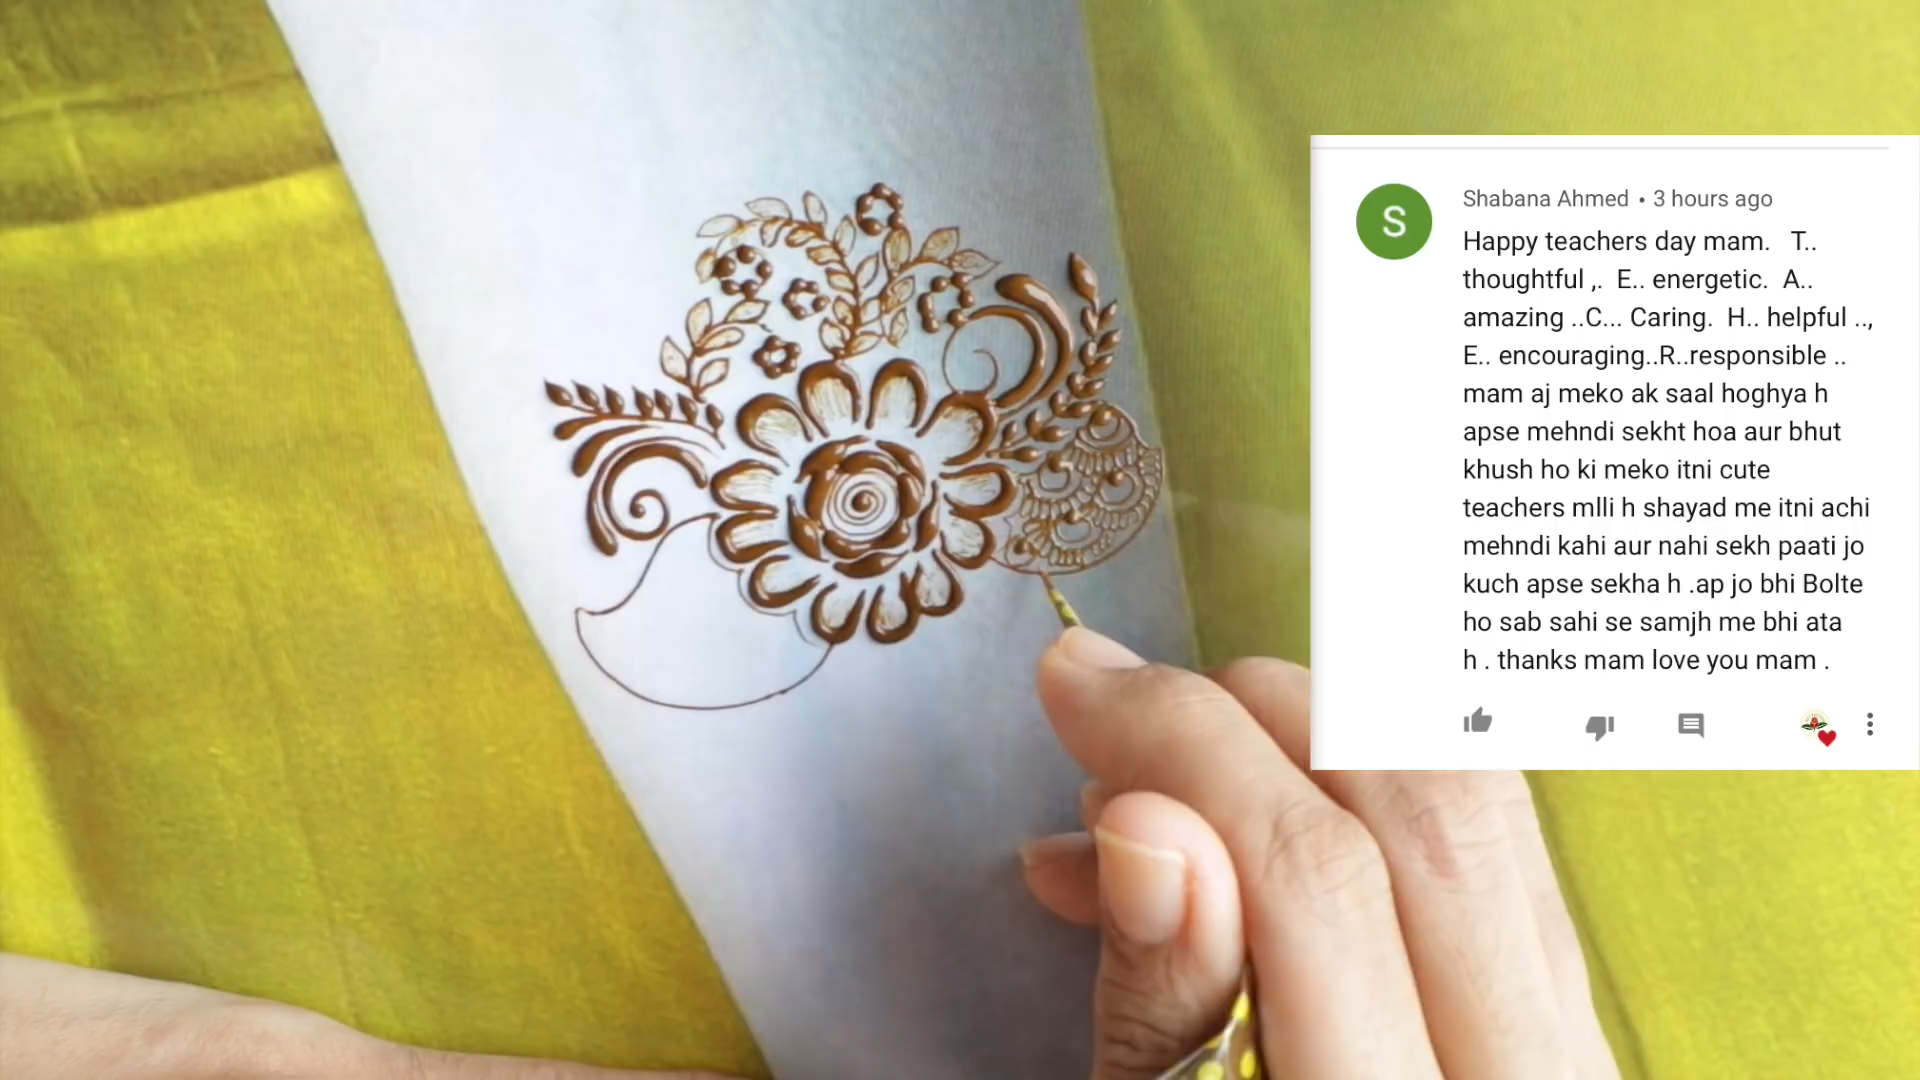 S
Shabana Ahmed • 3 hours ago
Happy teachers day mam.   T..
thoughtful ,.  E.. energetic.  A..
amazing ..C... Caring.  H.. helpful ..,
E.. encouraging..R..responsible ..
mam aj meko ak saal hoghya h
apse mehndi sekht hoa aur bhut
khush ho ki meko itni cute
teachers mlli h shayad me itni achi
mehndi kahi aur nahi sekh paati jo
kuch apse sekha h .ap jo bhi Bolte
ho sab sahi se samjh me bhi ata
h . thanks mam love you mam .